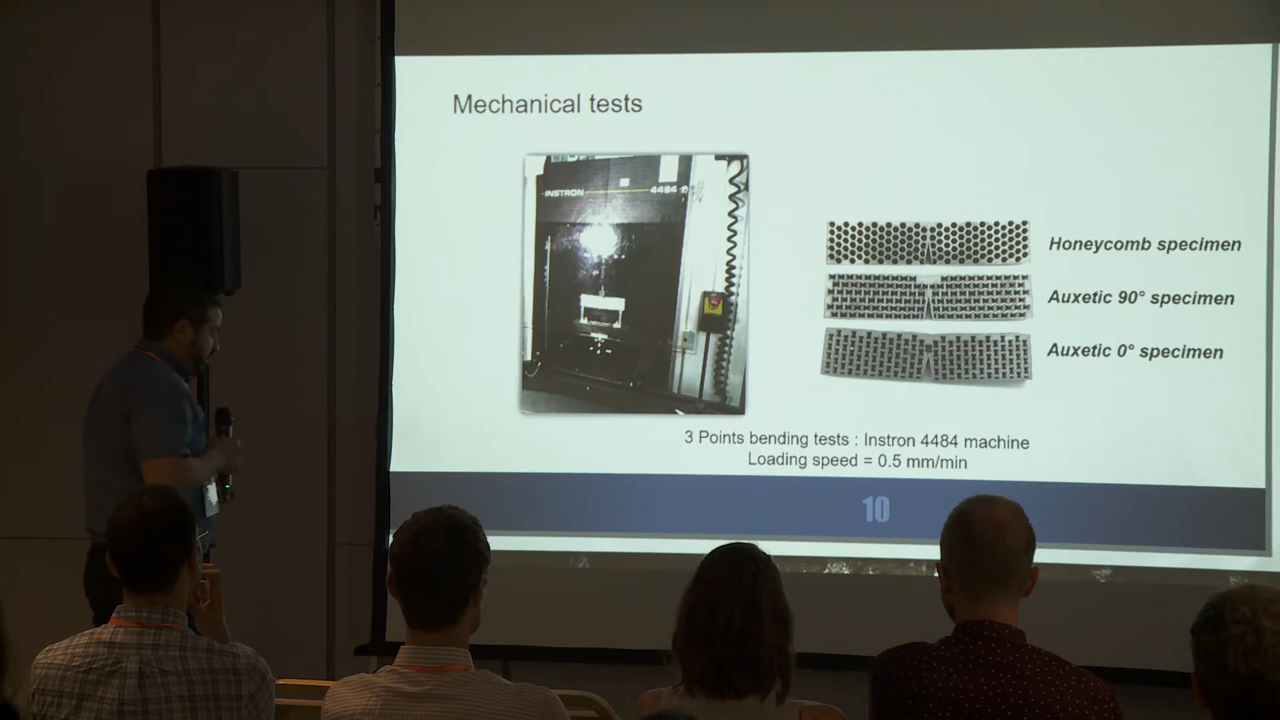 Mechanical tests
INSTRON 4484
Honeycomb specimen
Auxetic 90° specimen
Auxetic 0° specimen
3 Points bending tests : Instron 4484 machine
Loading speed = 0.5 mm/min
10